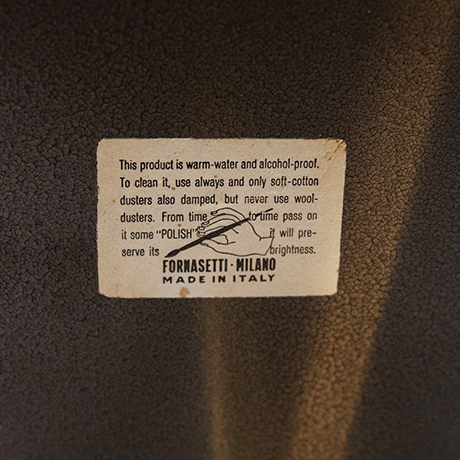 This product is warm-water and alcohol-proof.
To clean it, use always and only soft-cotton
dusters also damped, but never use wool-
dusters. From time to time pass on
it some "POLISH" it will pre-
serve its brightness.
FORNASETTI · MILANO
MADE IN ITALY